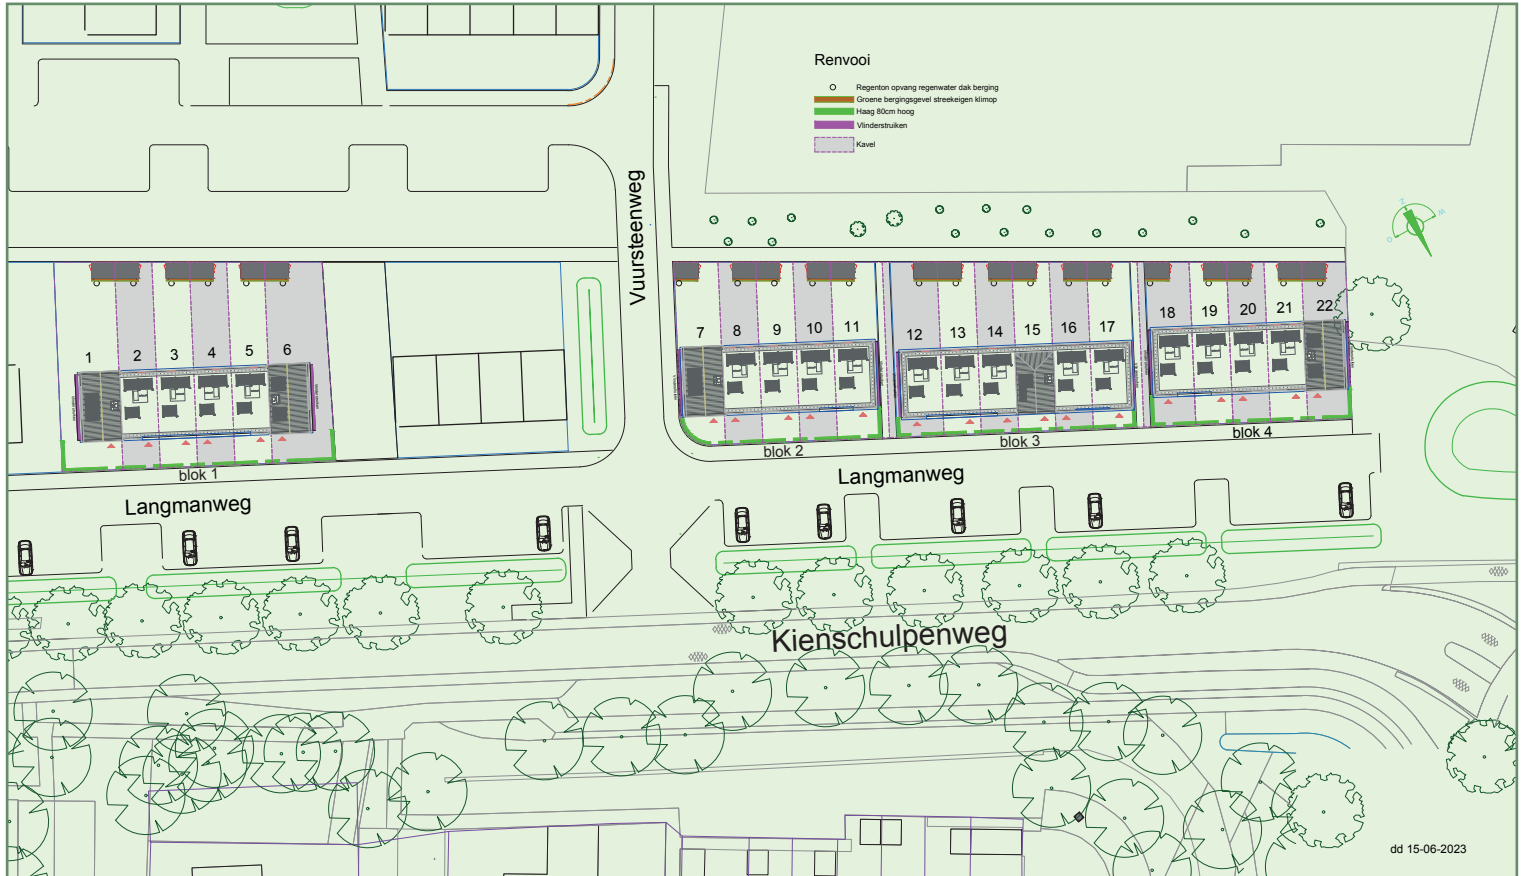 Renvooi
Regenton opvang regenwater dak berging
Groene bergingsgevel streekeigen klimop
Haag 80cm hoog
Vlinderstruiken
Kavel
Vuursteenweg
Z
W
O
1 2 3 4 5 6
7 8 9 10 11
12 13 14 15 16 17
18 19 20 21 22
blok 1
blok 2
blok 3
blok 4
Langmanweg
Langmanweg
Kienschulpenweg
dd 15-06-2023